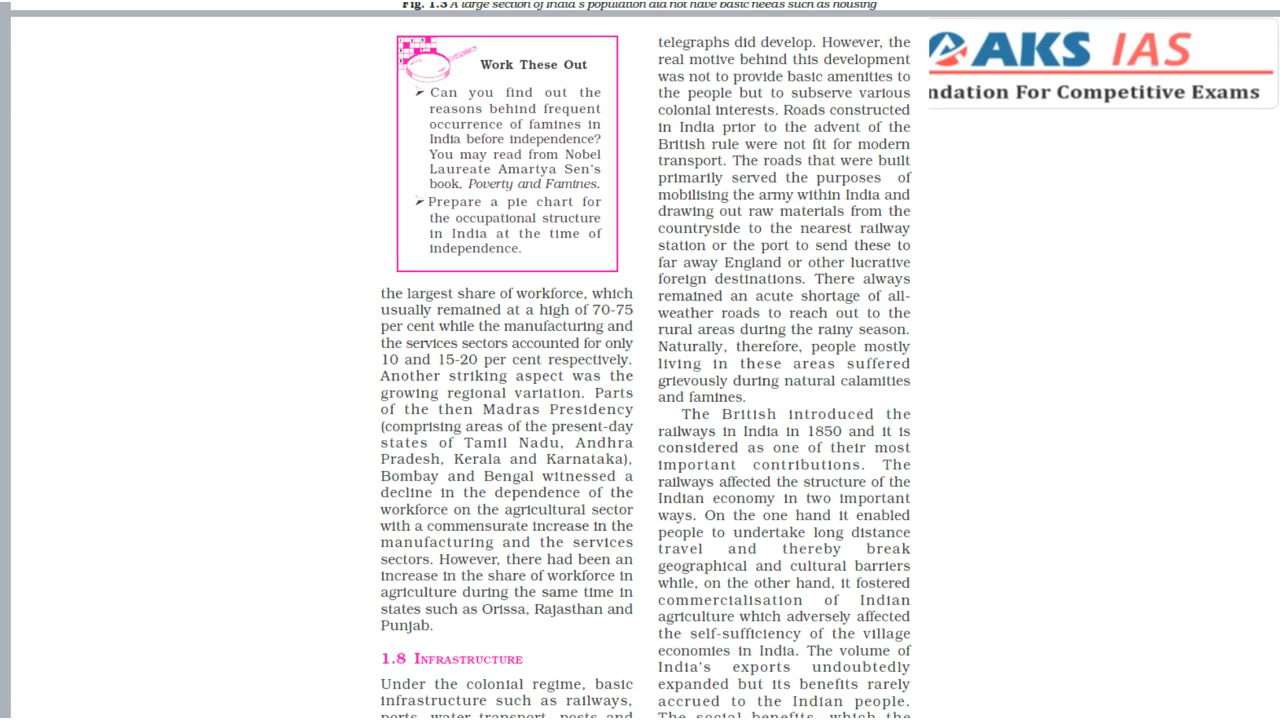 Fig. 1.3 A large section of India's population did not have basic needs such as housing
Work These Out
➤ Can you find out the
reasons behind frequent
occurrence of famines in
India before independence?
You may read from Nobel
Laureate Amartya Sen's
book, Poverty and Famines.
➤ Prepare a pie chart for
the occupational structure
in India at the time of
independence.
the largest share of workforce, which
usually remained at a high of 70-75
per cent while the manufacturing and
the services sectors accounted for only
10 and 15-20 per cent respectively.
Another striking aspect was the
growing regional variation. Parts
of the then Madras Presidency
(comprising areas of the present-day
states of Tamil Nadu, Andhra
Pradesh, Kerala and Karnataka),
Bombay and Bengal witnessed a
decline in the dependence of the
workforce on the agricultural sector
with a commensurate increase in the
manufacturing and the services
sectors. However, there had been an
increase in the share of workforce in
agriculture during the same time in
states such as Orissa, Rajasthan and
Punjab.
1.8 INFRASTRUCTURE
Under the colonial regime, basic
infrastructure such as railways,
ports, water transport, posts and
telegraphs did develop. However, the
real motive behind this development
was not to provide basic amenities to
the people but to subserve various
colonial interests. Roads constructed
in India prior to the advent of the
British rule were not fit for modern
transport. The roads that were built
primarily served the purposes of
mobilising the army within India and
drawing out raw materials from the
countryside to the nearest railway
station or the port to send these to
far away England or other lucrative
foreign destinations. There always
remained an acute shortage of all-
weather roads to reach out to the
rural areas during the rainy season.
Naturally, therefore, people mostly
living in these areas suffered
grievously during natural calamities
and famines.
The British introduced the
railways in India in 1850 and it is
considered as one of their most
important contributions. The
railways affected the structure of the
Indian economy in two important
ways. On the one hand it enabled
people to undertake long distance
travel and thereby break
geographical and cultural barriers
while, on the other hand, it fostered
commercialisation of Indian
agriculture which adversely affected
the self-sufficiency of the village
economies in India. The volume of
India's exports undoubtedly
expanded but its benefits rarely
accrued to the Indian people.
The social benefits, which the
AKS IAS
ndation For Competitive Exams